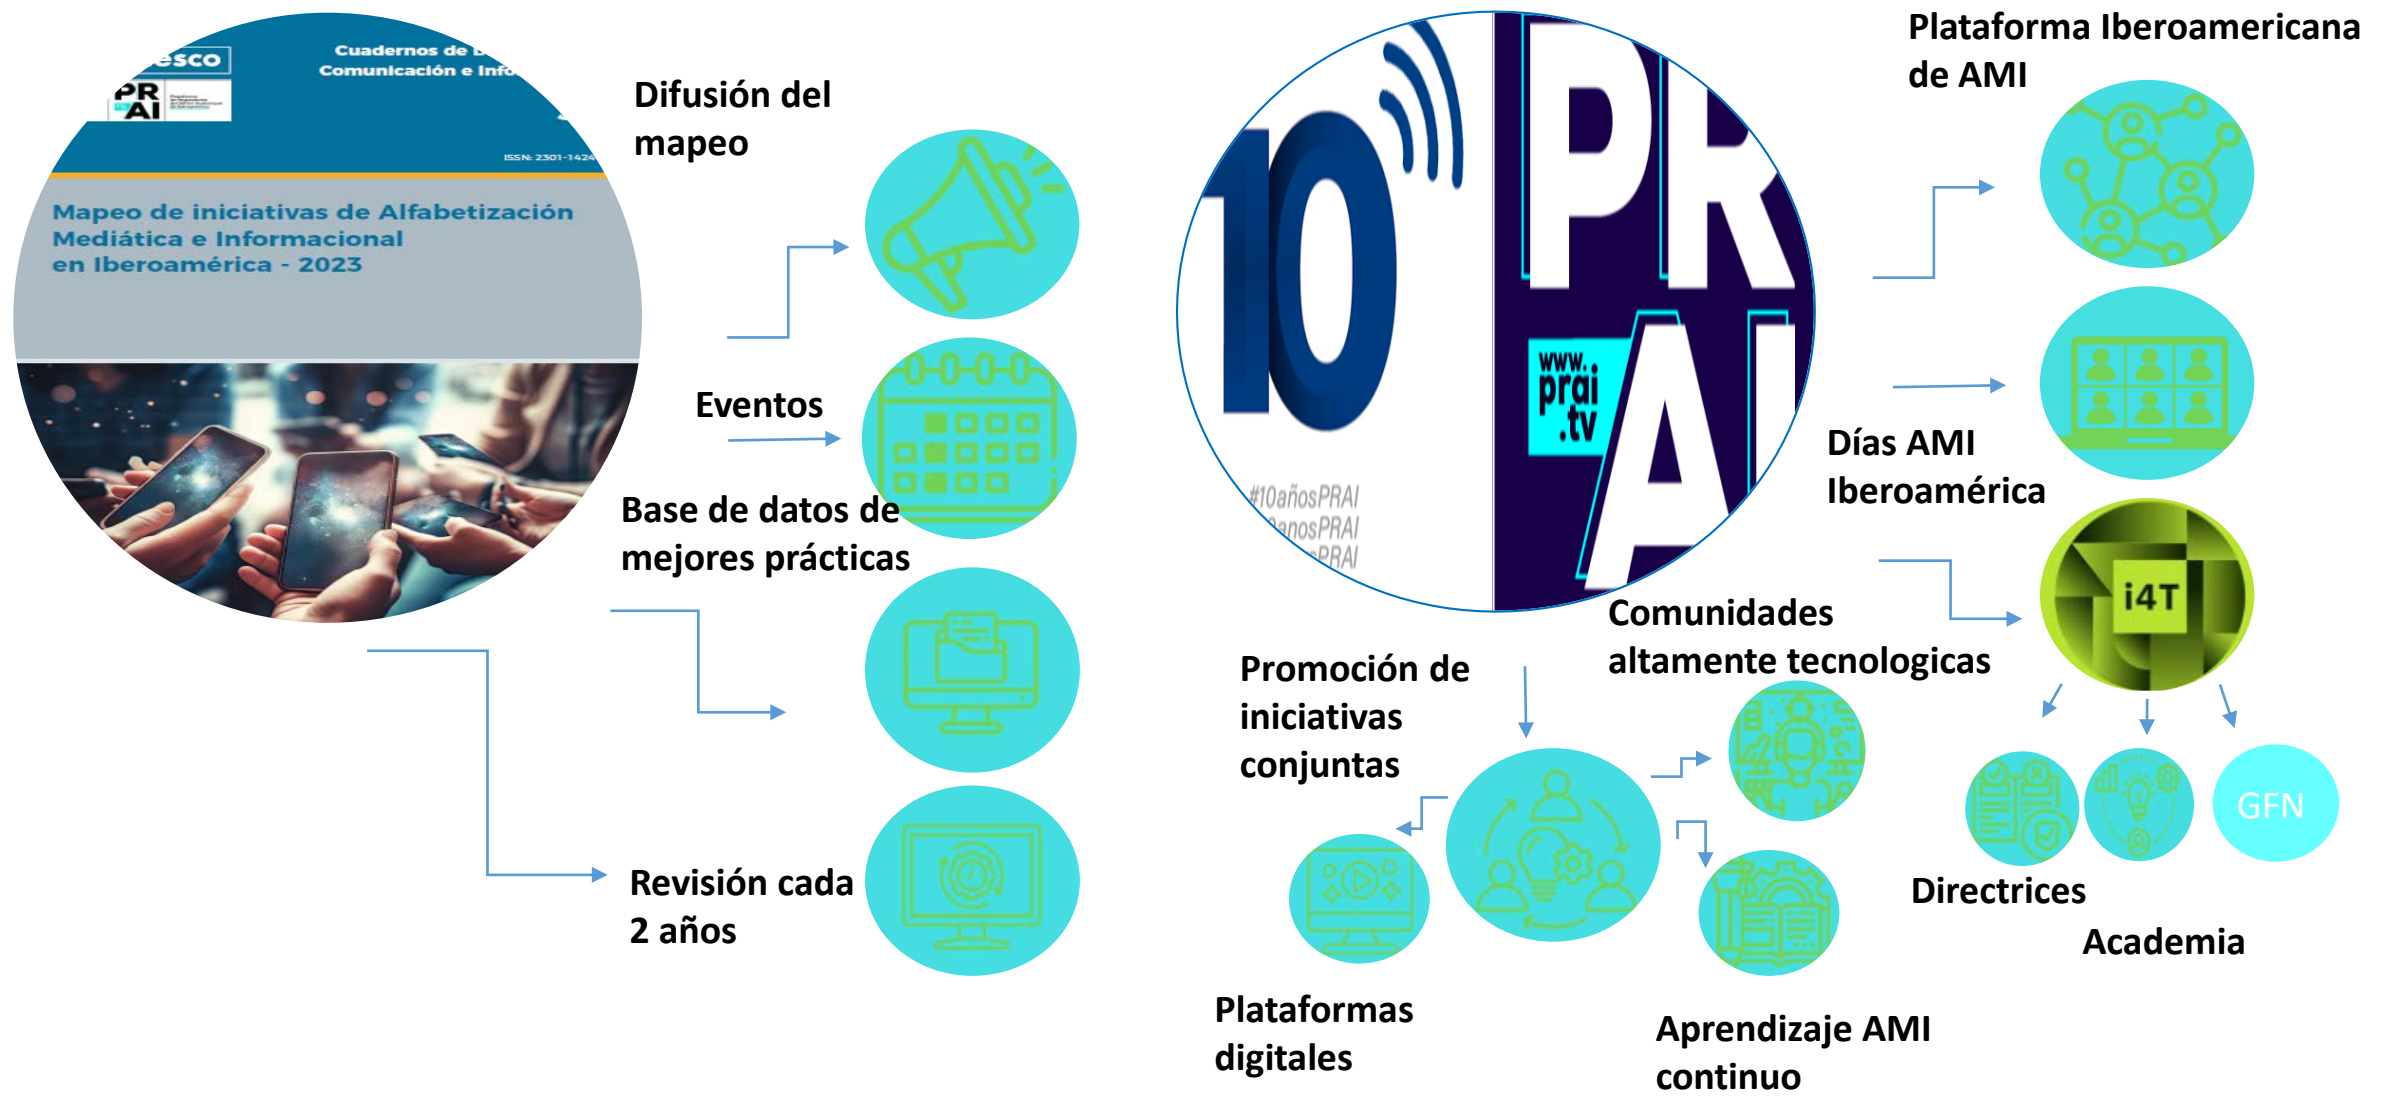 Cuadernos de
Comunicación e
PR
AI
ISSN: 2301-1424
Mapeo de iniciativas de Alfabetización
Mediática e Informacional
en Iberoamérica - 2023
Difusión del
mapeo
Eventos
Base de datos de
mejores prácticas
Revisión cada
2 años
10
PR
AI
www.
prai
.tv
#10añosPRAI
PRAI
Plataforma Iberoamericana
de AMI
Días AMI
Iberoamérica
i4T
Comunidades
altamente tecnologicas
Promoción de
iniciativas
conjuntas
GFN
Directrices
Academia
Plataformas
digitales
Aprendizaje AMI
continuo